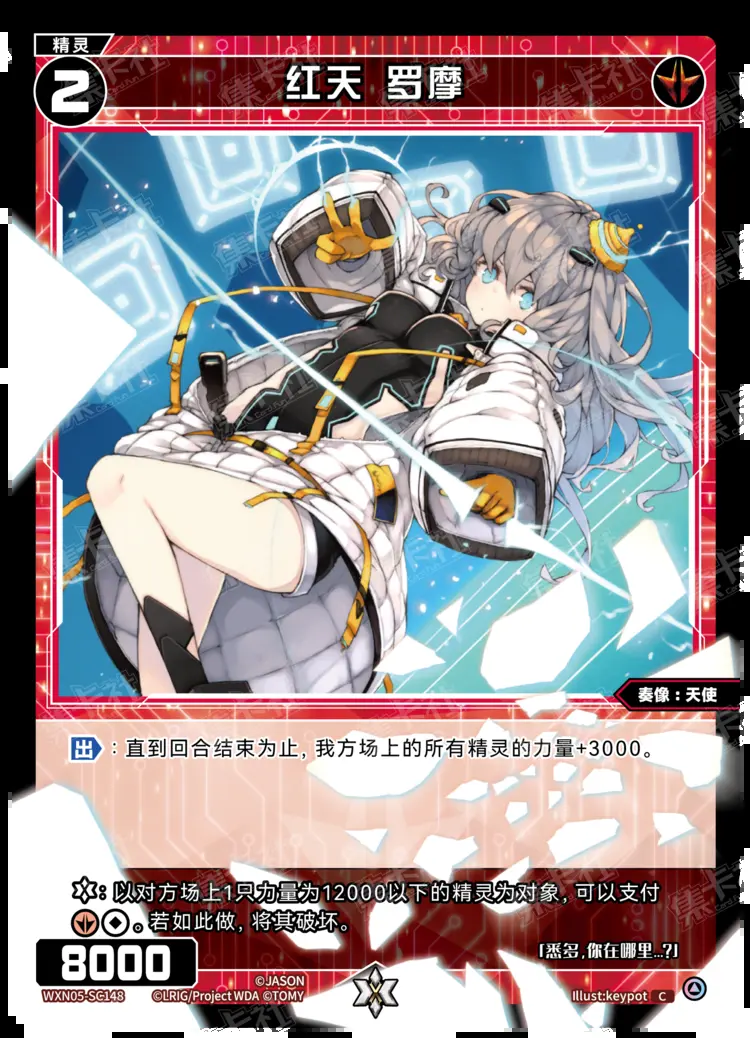 精灵
2
红天 罗摩
奏像:天使
出:直到回合结束为止,我方场上的所有精灵的力量+3000。
:以对方场上1只力量为12000以下的精灵为对象,可以支付
。若如此做,将其破坏。
「悉多,你在哪里...?」
8000
©JASON
WXN05-SC148 ©LRIG/Project WDA ©TOMY
Illust:keypot C
集卡社